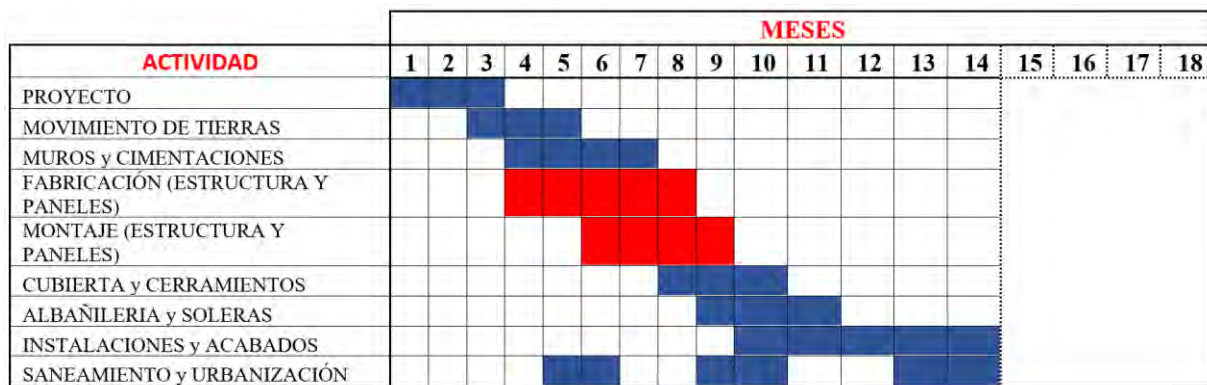 MESES
ACTIVIDAD 1 2 3 4 5 6 7 8 9 10 11 12 13 14 15 16 17 18
PROYECTO
MOVIMIENTO DE TIERRAS
MUROS y CIMENTACIONES
FABRICACIÓN (ESTRUCTURA Y
PANELES)
MONTAJE (ESTRUCTURA Y
PANELES)
CUBIERTA y CERRAMIENTOS
ALBAÑILERIA y SOLERAS
INSTALACIONES y ACABADOS
SANEAMIENTO y URBANIZACIÓN